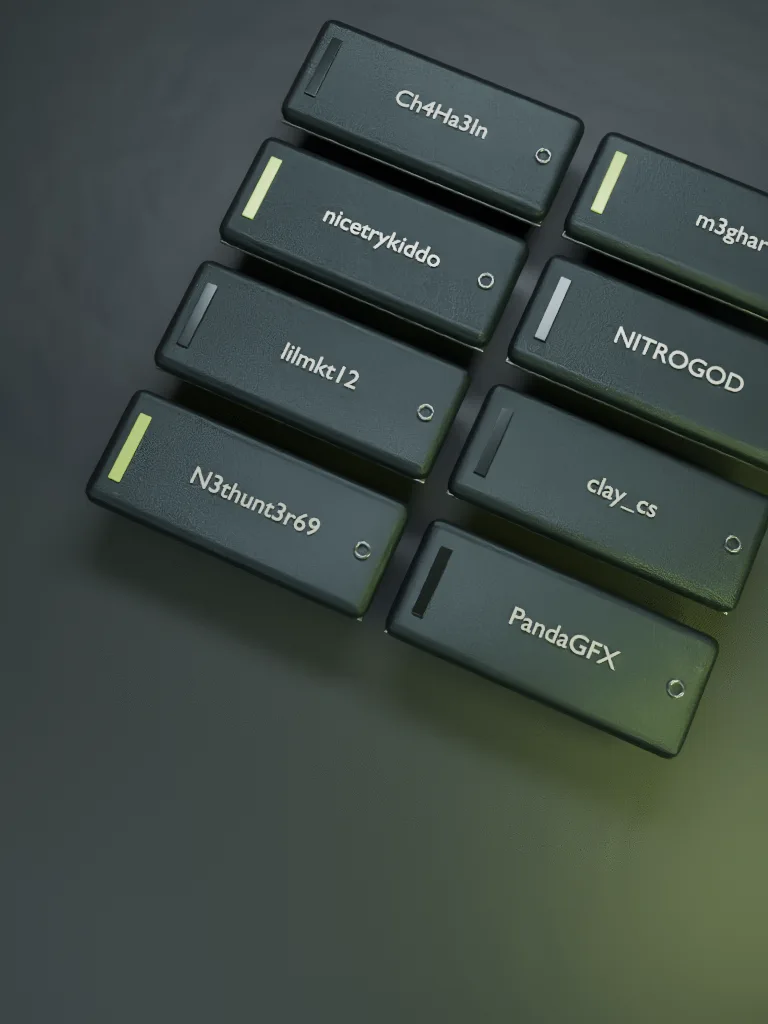 Ch4Ha3ln
nicetrykiddo
lilmkt12
N3thunt3r69
NITROGOD
clay_cs
PandaGFX